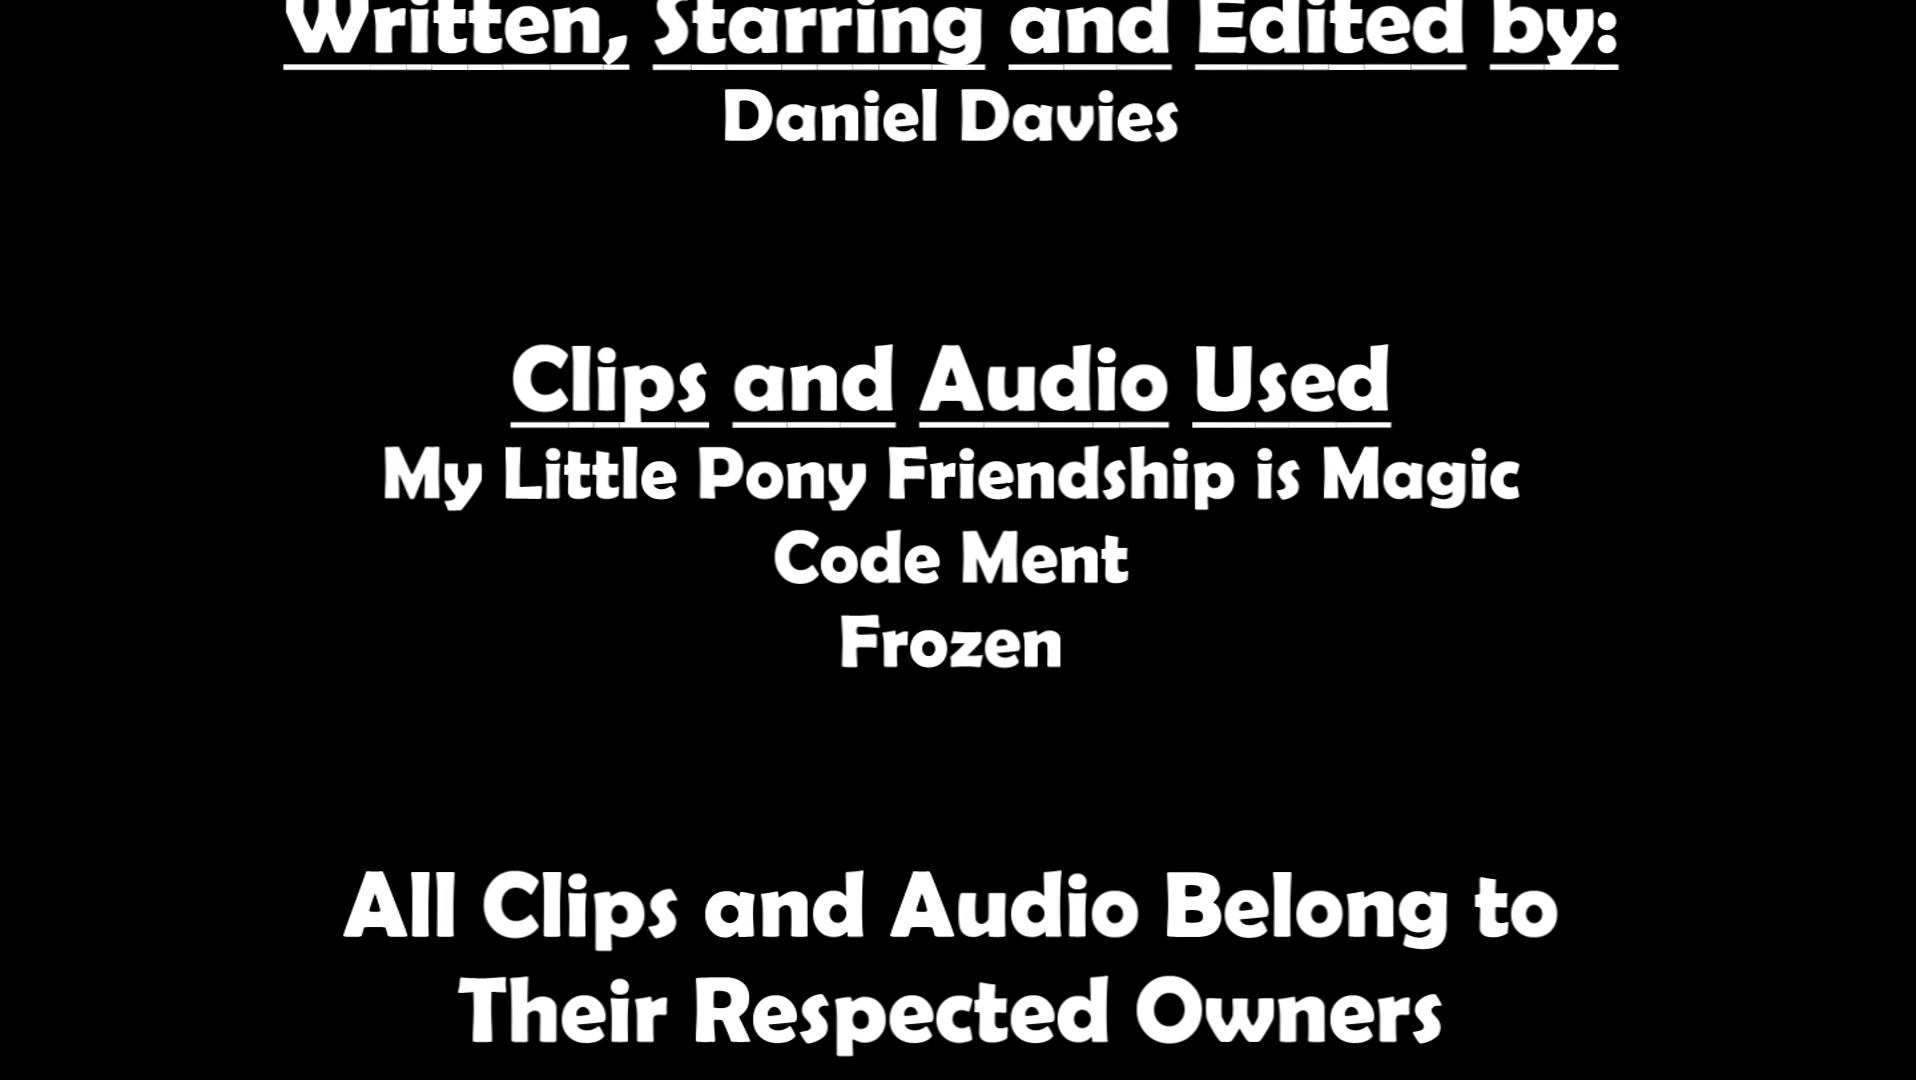 Written, Starring and Edited by:
Daniel Davies
Clips and Audio Used
My Little Pony Friendship is Magic
Code Ment
Frozen
All Clips and Audio Belong to
Their Respected Owners